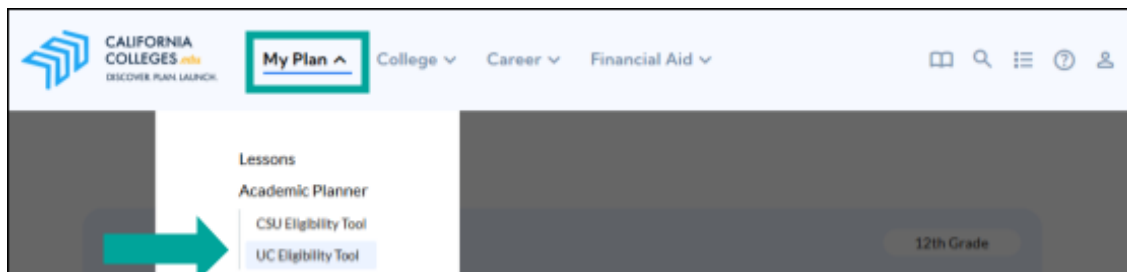 CALIFORNIA
COLLEGES.edu
DISCOVER. PLAN. LAUNCH.
My Plan College Career Financial Aid
Lessons
Academic Planner
CSU Eligibility Tool
UC Eligibility Tool
12th Grade